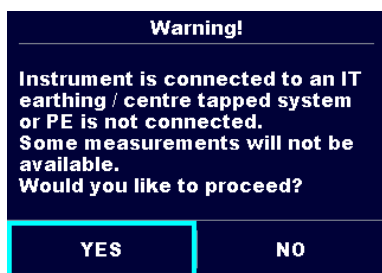 Warning!
Instrument is connected to an IT
earthing / centre tapped system
or PE is not connected.
Some measurements will not be
available.
Would you like to proceed?
YES
NO